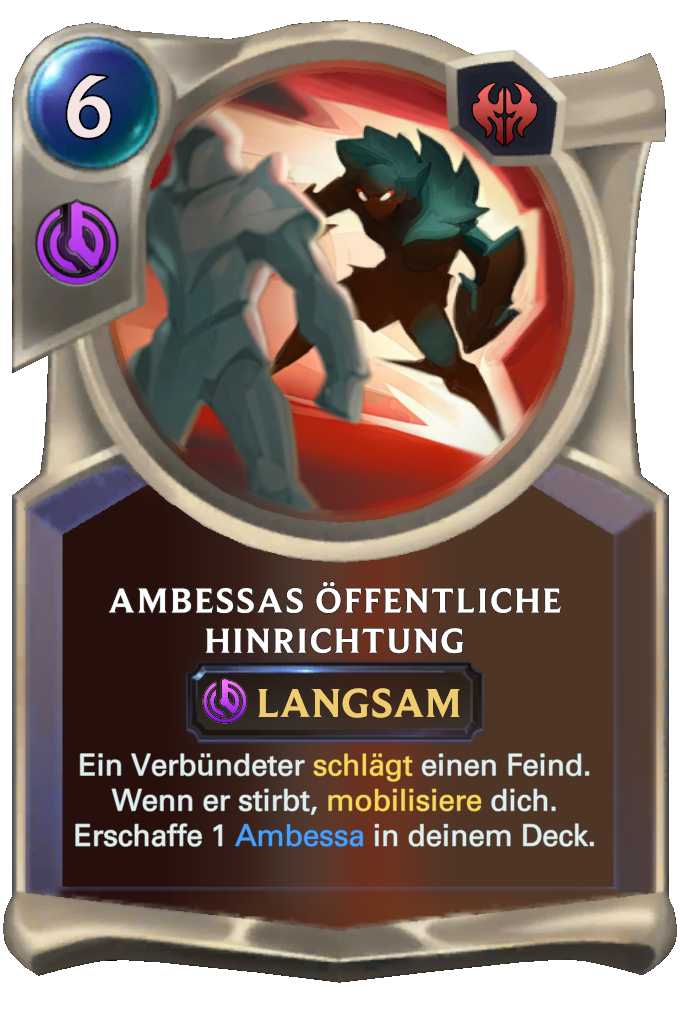 6
AMBESSAS ÖFFENTLICHE
HINRICHTUNG
LANGSAM
Ein Verbündeter schlägt einen Feind.
Wenn er stirbt, mobilisiere dich.
Erschaffe 1 Ambessa in deinem Deck.